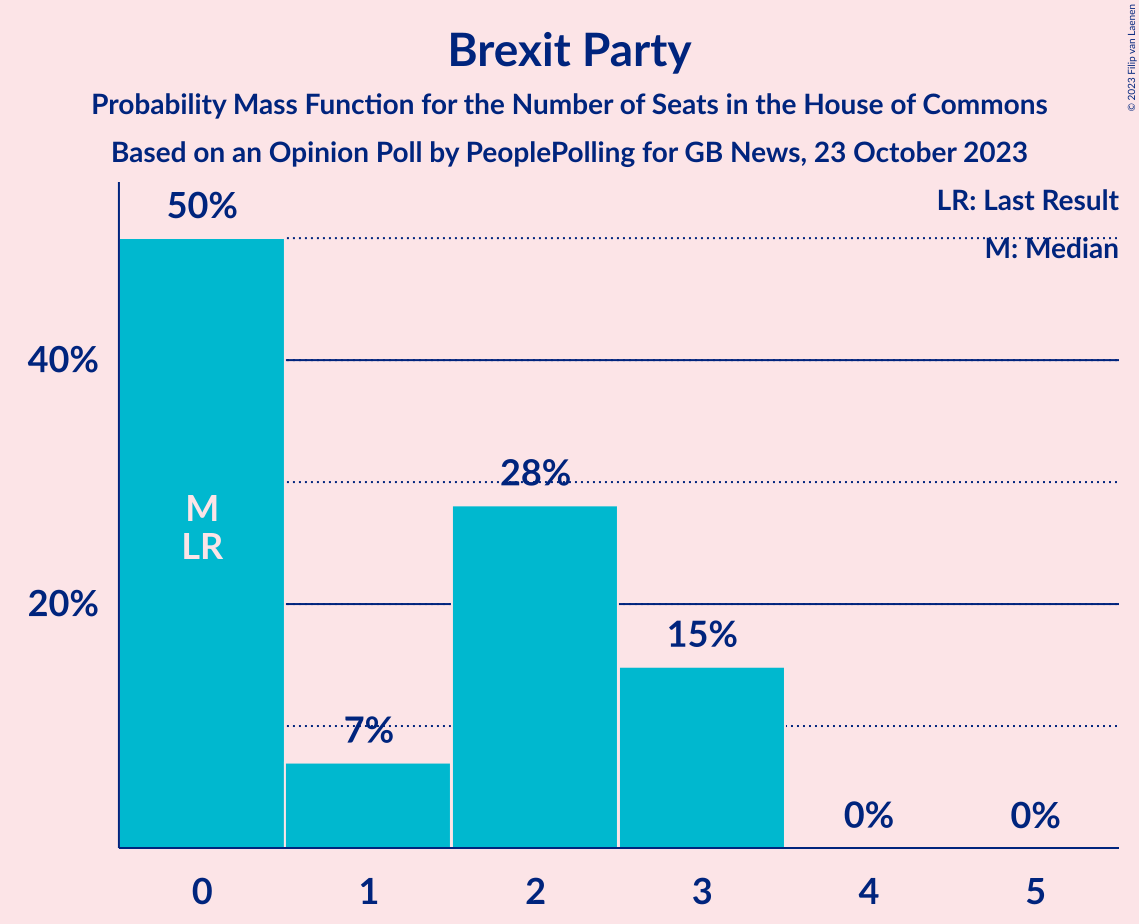 Brexit Party
Probability Mass Function for the Number of Seats in the House of Commons
Based on an Opinion Poll by PeoplePolling for GB News, 23 October 2023
© 2023 Filip van Laenen
LR: Last Result
M: Median
50%
40%
28%
M
LR
20%
15%
7%
0% 0%
0 1 2 3 4 5